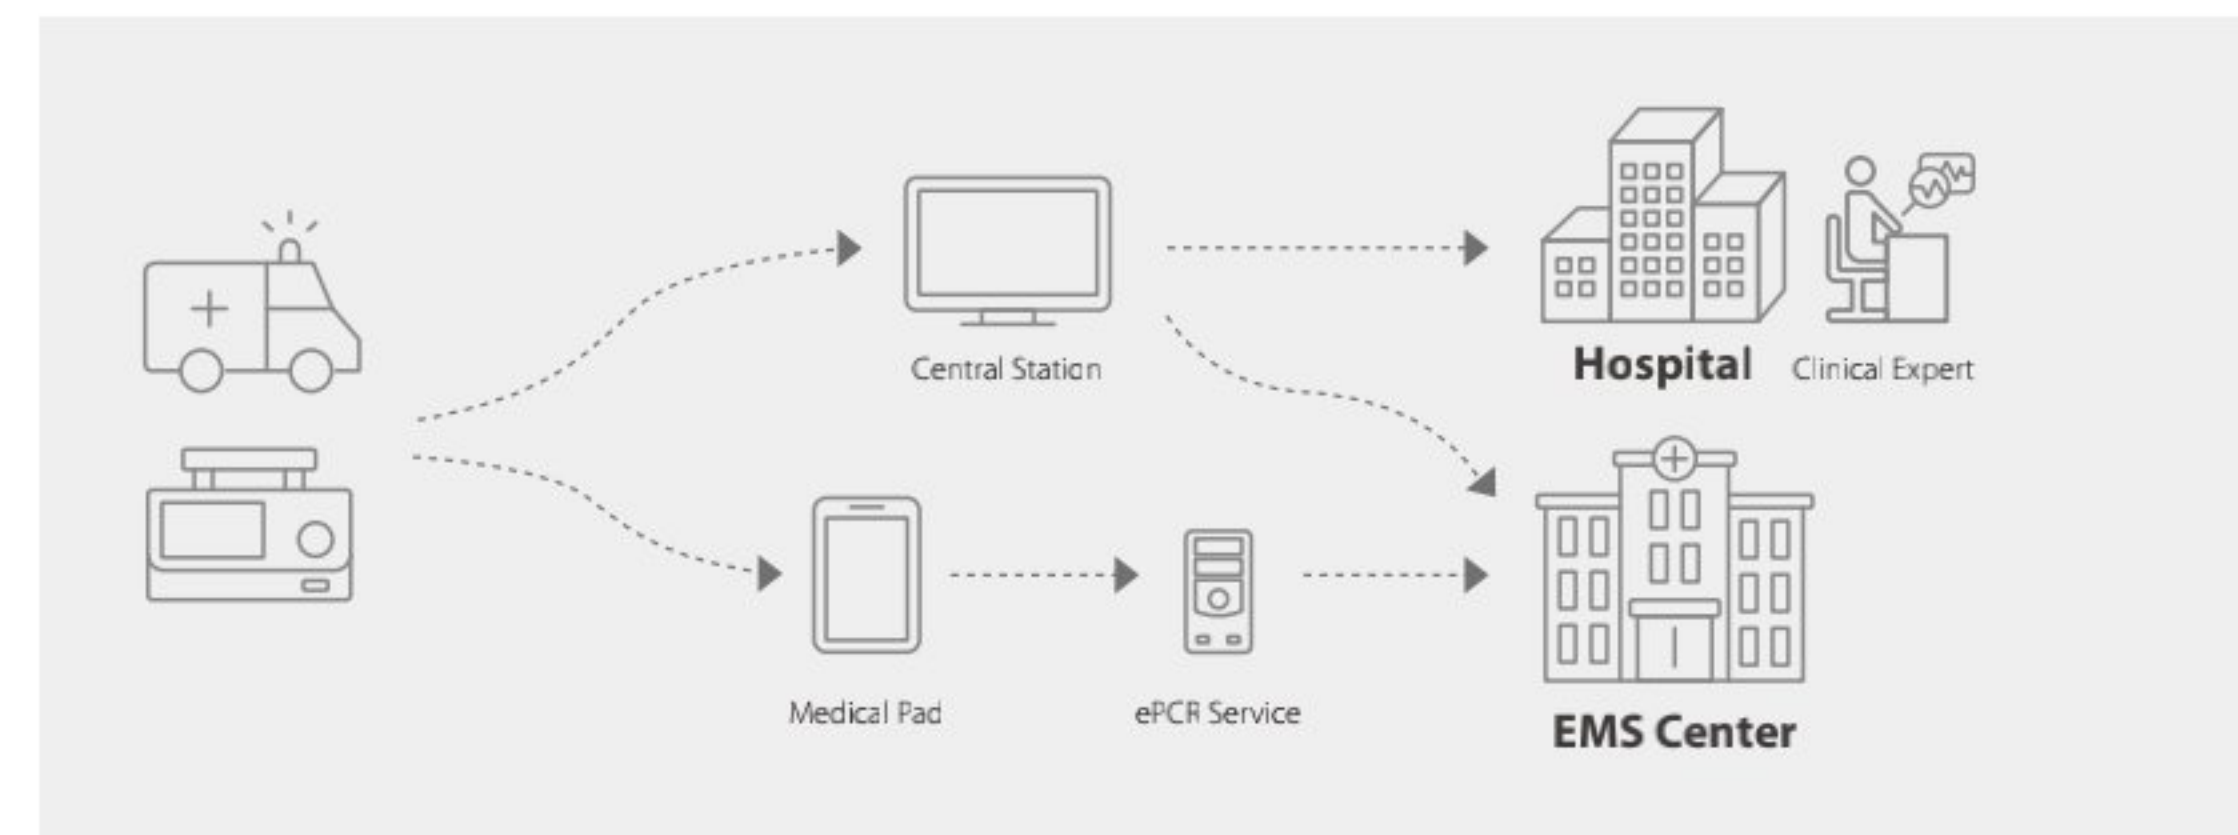 Central Station
Hospital
Clinical Expert
Medical Pad
ePCR Service
EMS Center